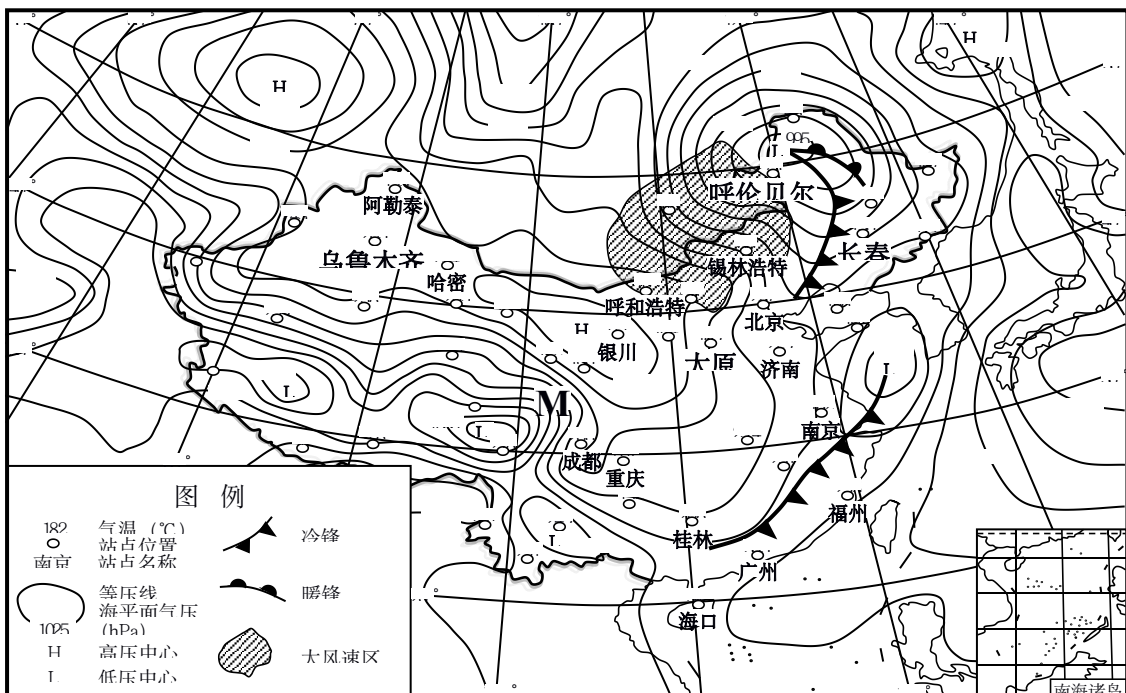 H
H
995
L
呼伦贝尔
阿勒泰
长春
乌鲁木齐
锡林浩特
哈密
呼和浩特
北京
H
银川
太原
济南
L
L
M
南京
L
成都
重庆
图 例
福州
182
气温（℃）
冷锋
站点位置
L
桂林
南京
站点名称
广州
等压线
暖锋
海平面气压
海口
1025
(hPa)
H
高压中心
大风速区
L
低压中心
南海诸岛